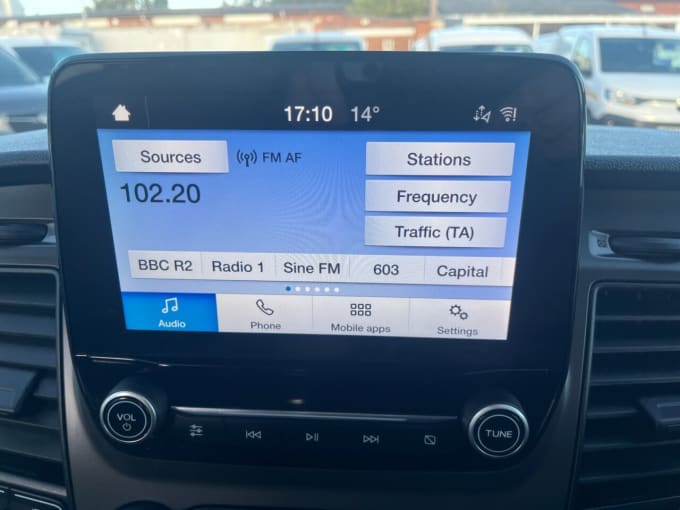 17:10 14°
Sources FM AF
Stations
102.20
Frequency
Traffic (TA)
BBC R2 Radio 1 Sine FM 603 Capital
Audio Phone Mobile apps Settings
VOL
TUNE